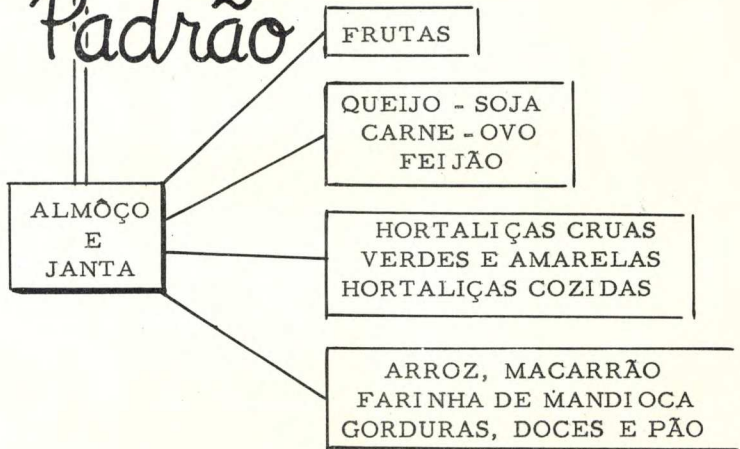 Padrão
FRUTAS
QUEIJO - SOJA
CARNE - OVO
FEIJÃO
ALMÔÇO
E
JANTA
HORTALIÇAS CRUAS
VERDES E AMARELAS
HORTALIÇAS COZIDAS
ARROZ, MACARRÃO
FARINHA DE MANDIOCA
GORDURAS, DOCES E PÃO